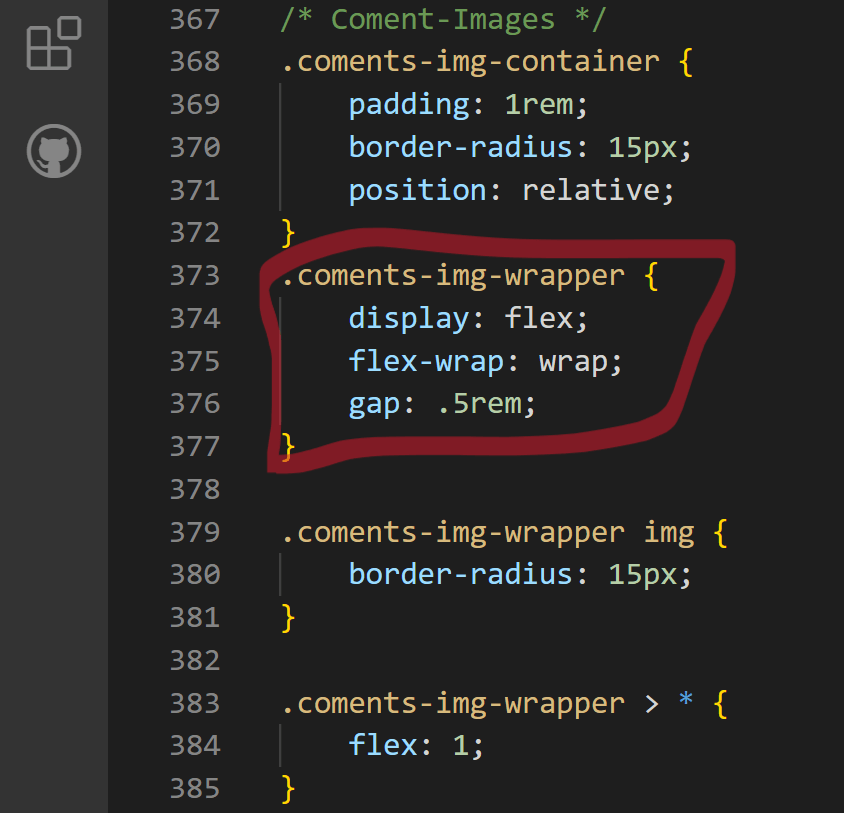 367 /* Coment-Images */
368 .coments-img-container {
369 padding: 1rem;
370 border-radius: 15px;
371 position: relative;
372 }
373 .coments-img-wrapper {
374 display: flex;
375 flex-wrap: wrap;
376 gap: .5rem;
377 }
378
379 .coments-img-wrapper img {
380 border-radius: 15px;
381 }
382
383 .coments-img-wrapper > * {
384 flex: 1;
385 }